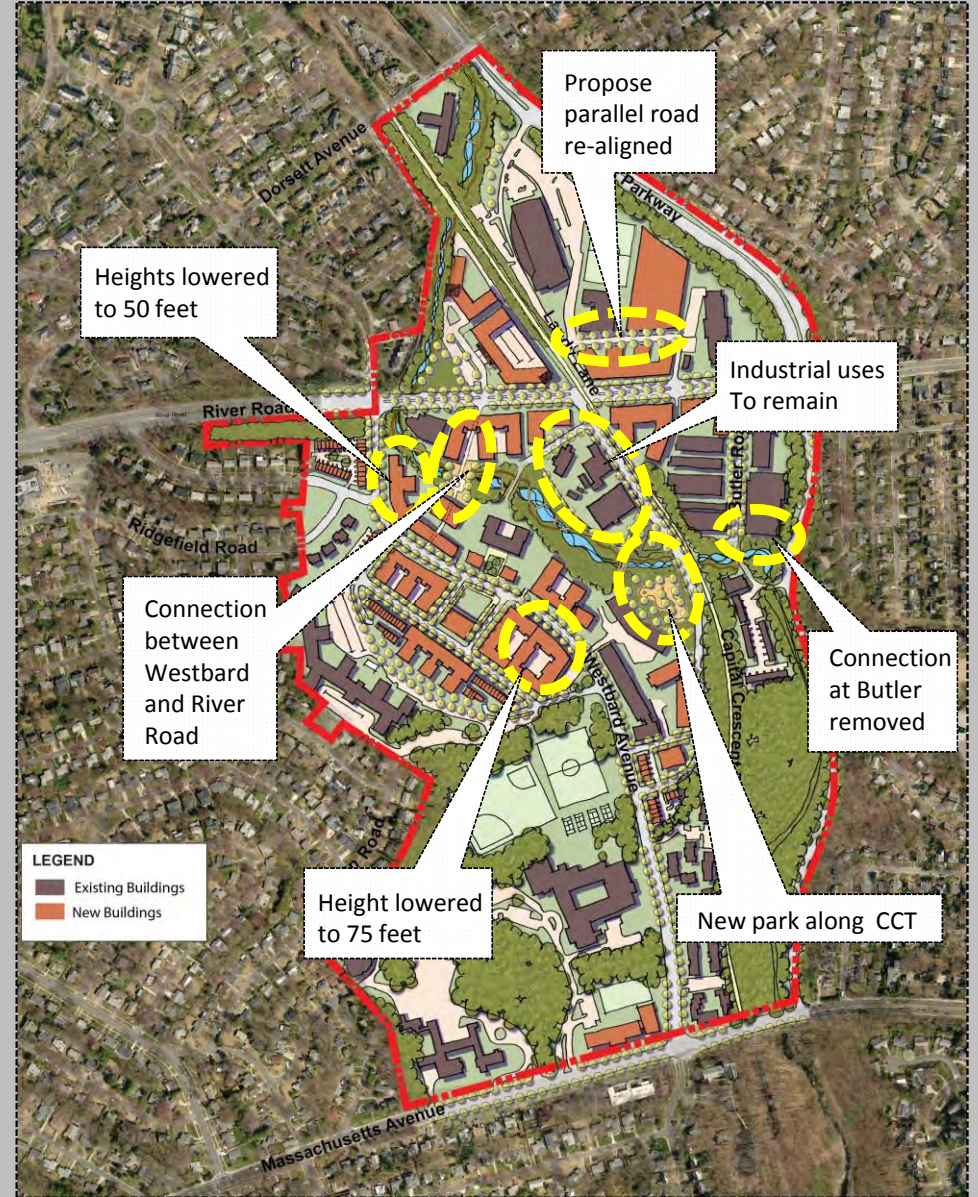 Propose
parallel road
re-aligned
Dorsett Avenue
Parkway
Heights lowered
to 50 feet
Industrial uses
To remain
River Road
Ridgefield Road
Connection
between
Westbard
and River
Road
Connection
at Butler
removed
Westbard Avenue
Capital Crescent
Road
LEGEND
Existing Buildings
New Buildings
Height lowered
to 75 feet
New park along CCT
Massachusetts Avenue